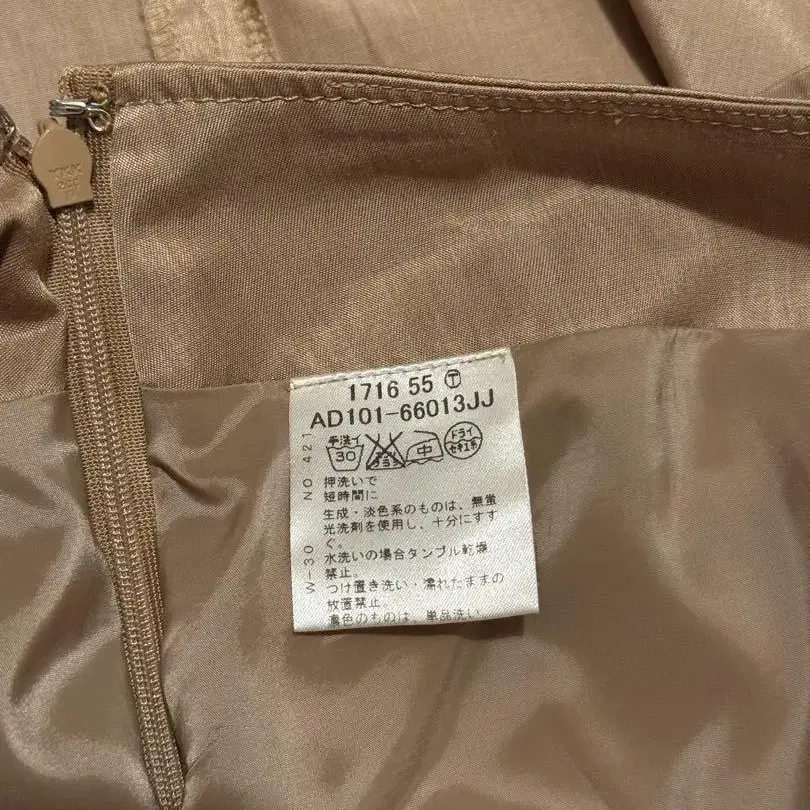 YKK
1716 55 Ⓣ
AD101-66013JJ
手洗イ
30
中
ドライ
セキユ系
NO 421
W-30
押洗いで
短時間に
生成・淡色系のものは、無蛍
光洗剤を使用し、十分にすす
ぐ。
水洗いの場合タンブル乾燥
禁止。
つけ置き洗い・濡れたままの
放置禁止。
濃色のものは、単品洗い